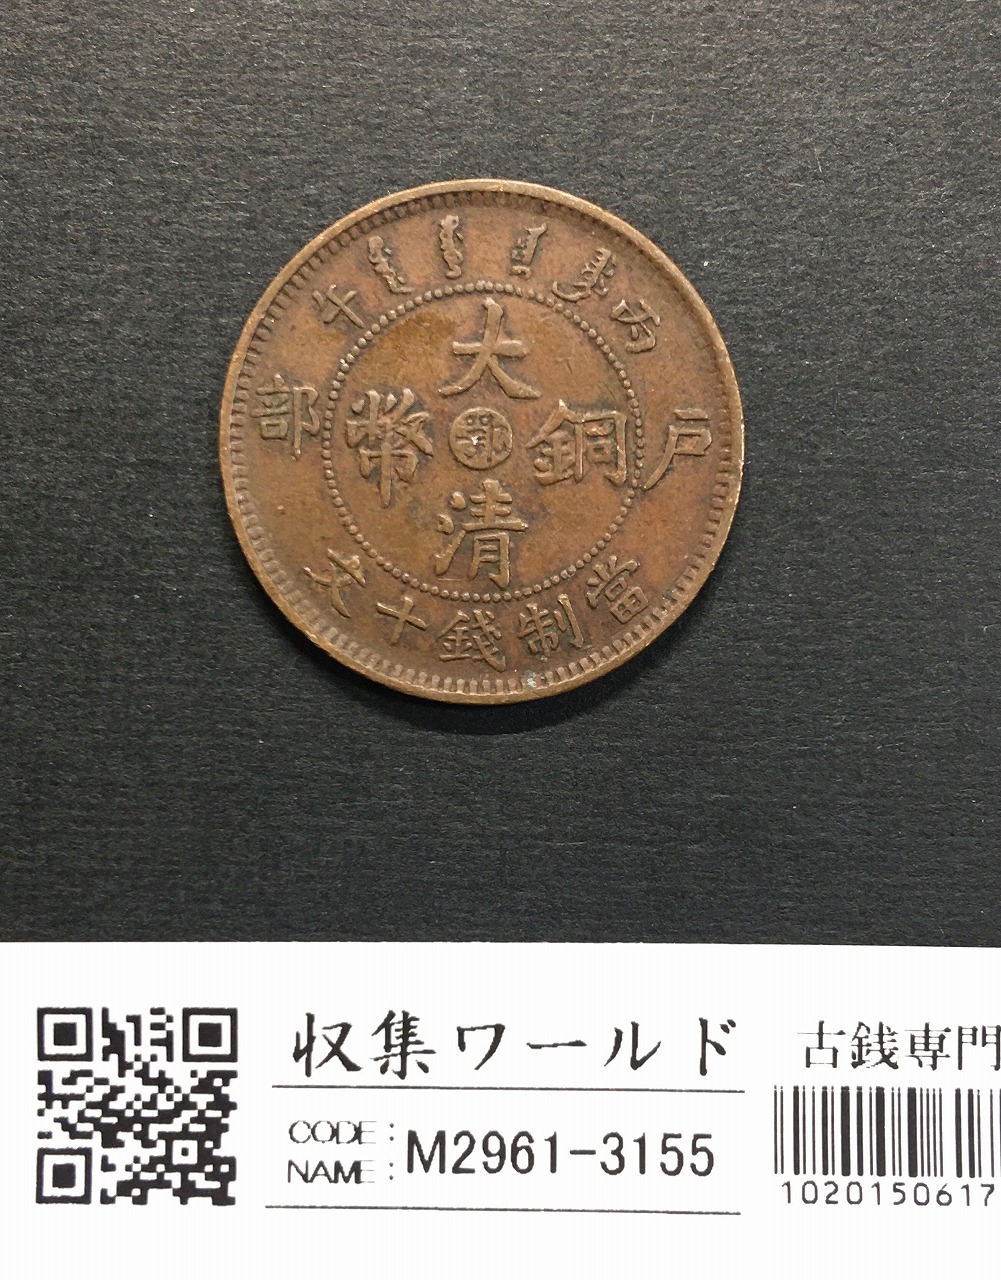 午 丙
大
部 幣 鄂 銅 戸
清
文十錢制當
収集ワールド
古銭専門
CODE:
NAME:
M2961-3155
1020150617